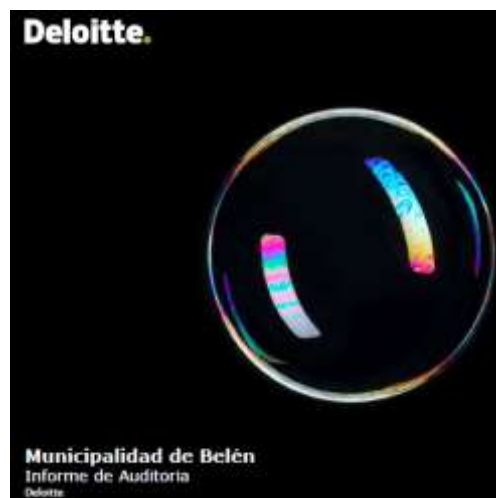 Deloitte.
Municipalidad de Belén
Informe de Auditoria
Deloitte